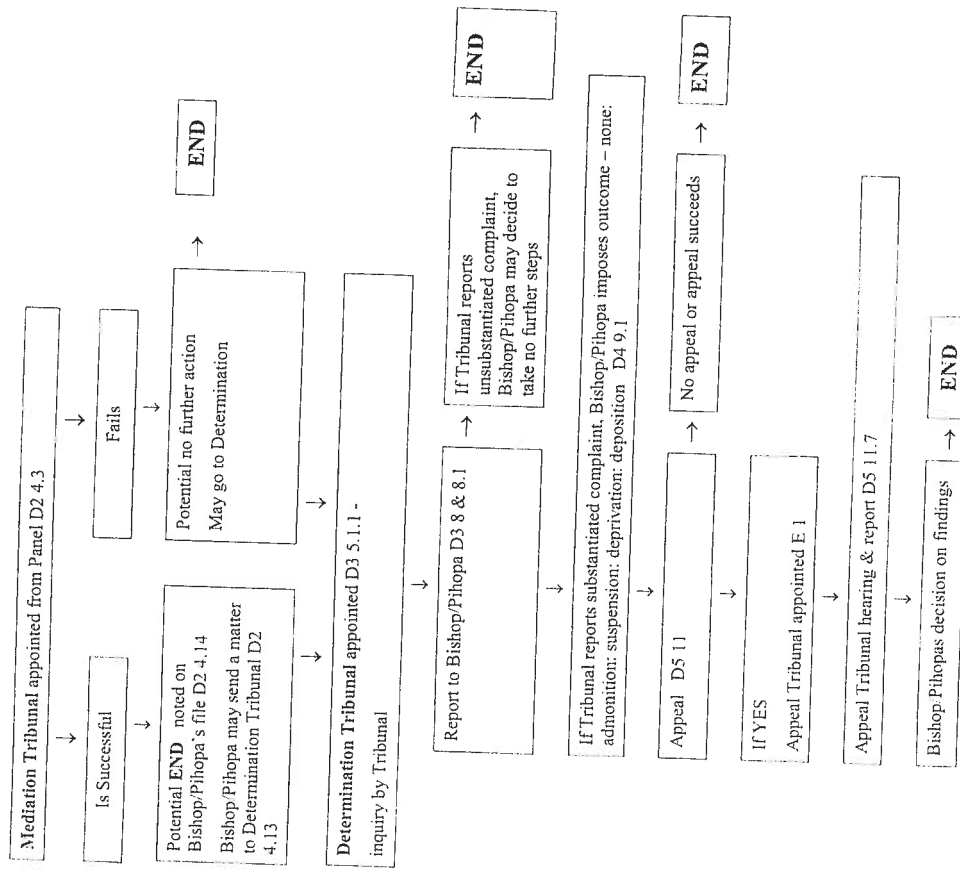 Mediation Tribunal appointed from Panel D2 4.3
↓
↓
Is Successful
Fails
↓
↓
Potential END noted on
Bishop/Pihopa's file D2 4.14
Bishop/Pihopa may send a matter
to Determination Tribunal D2
4.13
Potential no further action
May go to Determination
→
END
↓
↓
Determination Tribunal appointed D3 5.1.1 -
inquiry by Tribunal
↓
Report to Bishop/Pihopa D3 8 & 8.1
→
If Tribunal reports
unsubstantiated complaint,
Bishop/Pihopa may decide to
take no further steps
→
END
↓
If Tribunal reports substantiated complaint, Bishop/Pihopa imposes outcome – none:
admonition: suspension: deprivation: deposition D4 9.1
↓
Appeal D5 11
→
No appeal or appeal succeeds
→
END
↓
If YES
Appeal Tribunal appointed E 1
↓
Appeal Tribunal hearing & report D5 11.7
↓
Bishop/Pihopas decision on findings
→
END